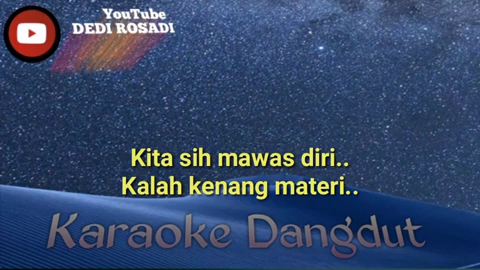 YouTube
DEDI ROSADI
Kita sih mawas diri..
Kalah kenang materi..
Karaoke Dangdut